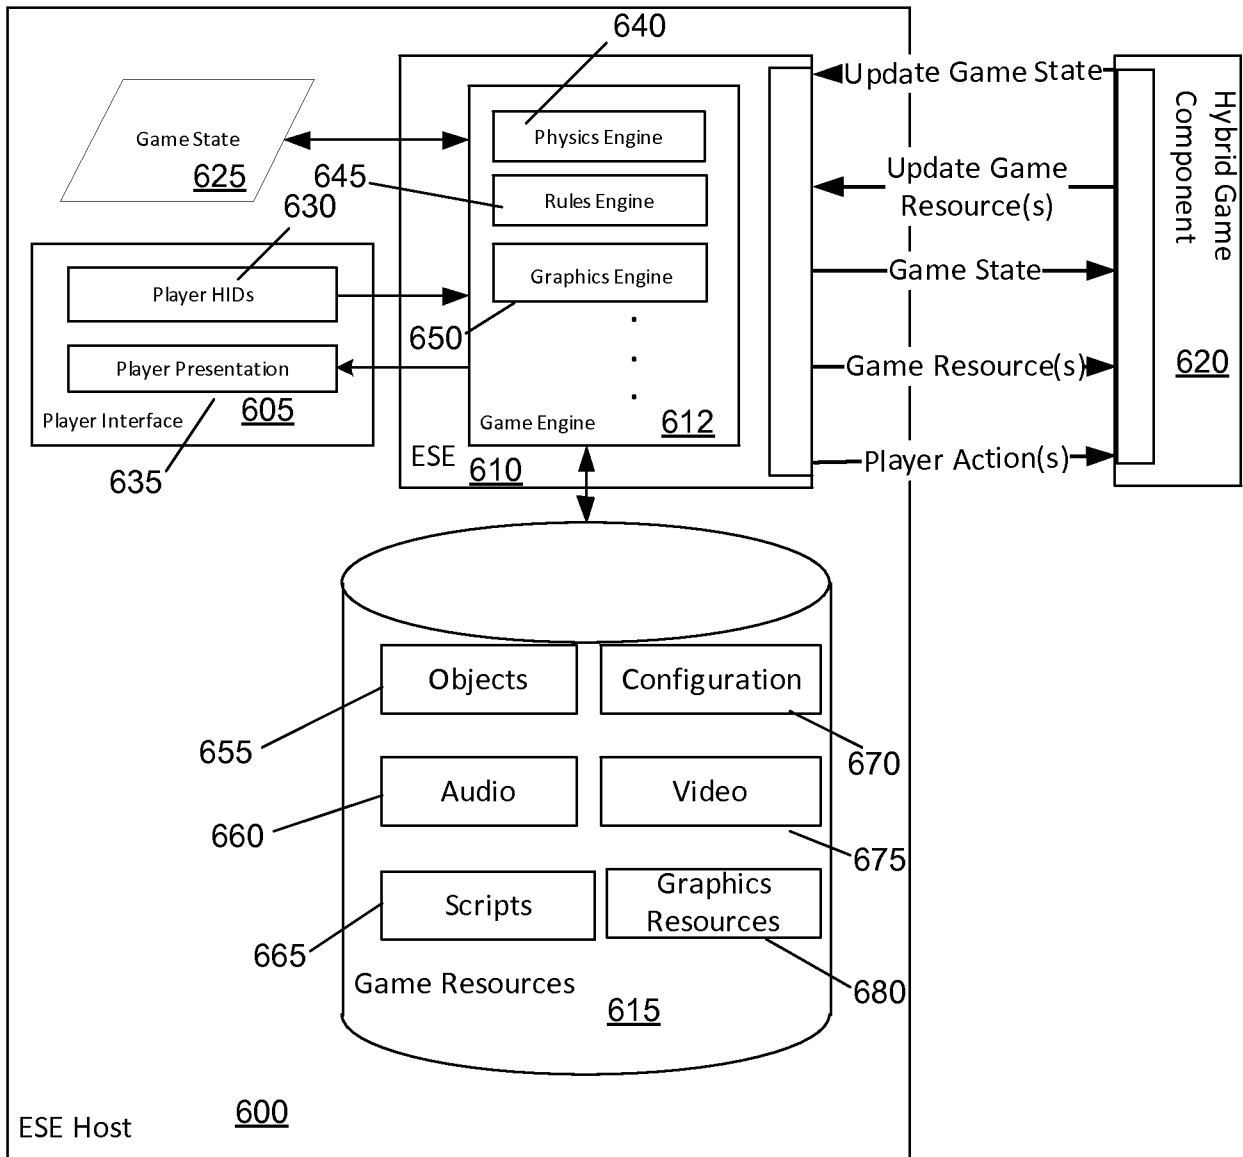 640
Update Game State
Hybrid Game
Component
Game State
625
Physics Engine
645
Update Game
Resource(s)
Rules Engine
630
Game State
Player HIDs
Graphics Engine
650
Game Resource(s)
620
Player Presentation
605
Player Interface
635
Game Engine
612
ESE
610
Player Action(s)
Objects
Configuration
655
670
Audio
Video
660
675
Scripts
Graphics
Resources
665
680
Game Resources
615
ESE Host
600